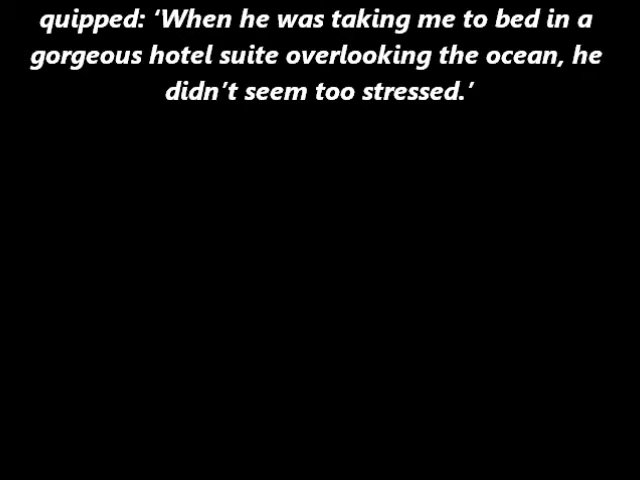 quipped: ‘When he was taking me to bed in a
gorgeous hotel suite overlooking the ocean, he
didn’t seem too stressed.’